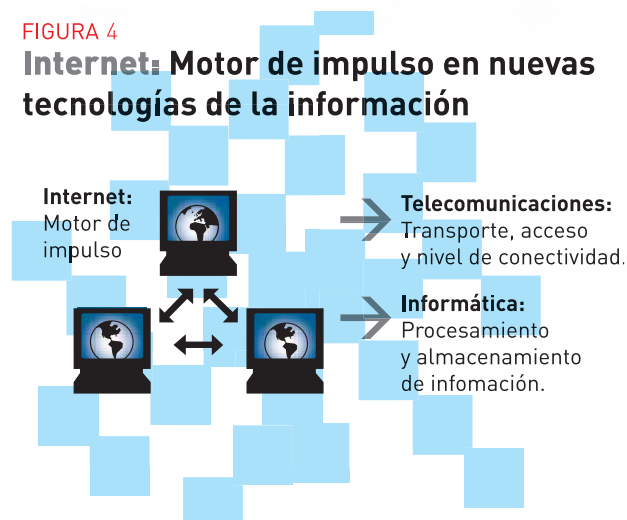 FIGURA 4
Internet: Motor de impulso en nuevas
tecnologías de la información
Internet:
Motor de
impulso
Telecomunicaciones:
Transporte, acceso
y nivel de conectividad.
Informática:
Procesamiento
y almacenamiento
de infomación.